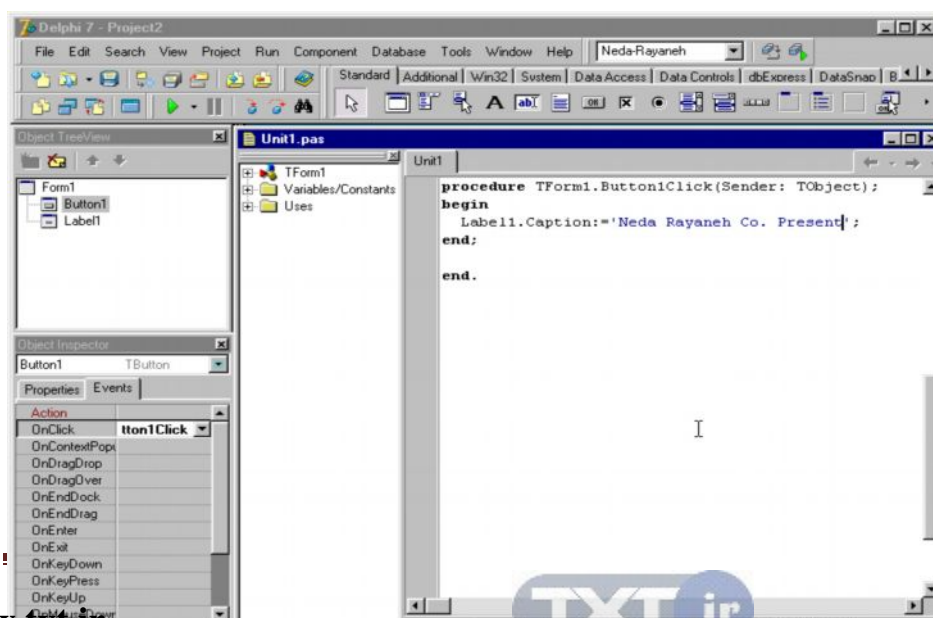 Delphi 7 - Project2
File Edit Search View Project Run Component Database Tools Window Help Neda-Rayaneh
Standard Additional Win32 System Data Access Data Controls dbExpress DataSnap B
Object TreeView
Form1
Button1
Label1
Unit1.pas
TForm1
Variables/Constants
Uses
Unit1
procedure TForm1.Button1Click(Sender: TObject);
begin
Label1.Caption:='Neda Rayaneh Co. Present';
end;
end.
Object Inspector
Button1 TButton
Properties Events
Action
OnClick tton1Click
OnContextPopu
OnDragDrop
OnDragOver
OnEndDock
OnEndDrag
OnEnter
OnExit
OnKeyDown
OnKeyPress
OnKeyUp
TXT.ir